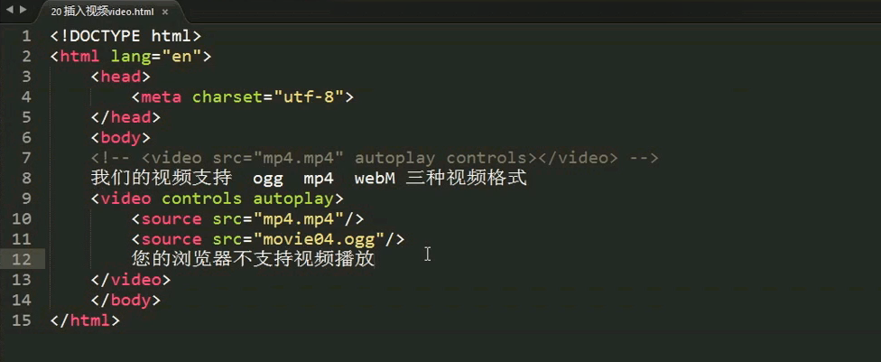 20 插入视频video.html ×
1 <!DOCTYPE html>
2 <html lang="en">
3 <head>
4 <meta charset="utf-8">
5 </head>
6 <body>
7 <!-- <video src="mp4.mp4" autoplay controls></video> -->
8 我们的视频支持 ogg mp4 webM 三种视频格式
9 <video controls autoplay>
10 <source src="mp4.mp4"/>
11 <source src="movie04.ogg"/>
12 您的浏览器不支持视频播放
13 </video>
14 </body>
15 </html>